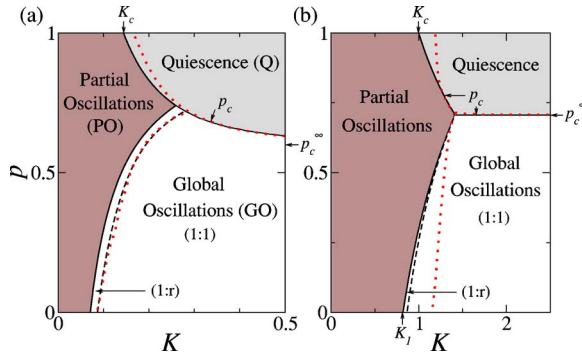 (a)
K_c
Quiescence (Q)
Partial
Oscillations
(PO)
p_c
p_c^∞
Global
Oscillations (GO)
(1:1)
(1:r)
p
1
0.5
0
0
0.5
K
(b)
K_c
Quiescence
Partial
Oscillations
p_c
p_c^∞
Global
Oscillations
(1:1)
(1:r)
1
0.5
0
0
K_1
1
2
K